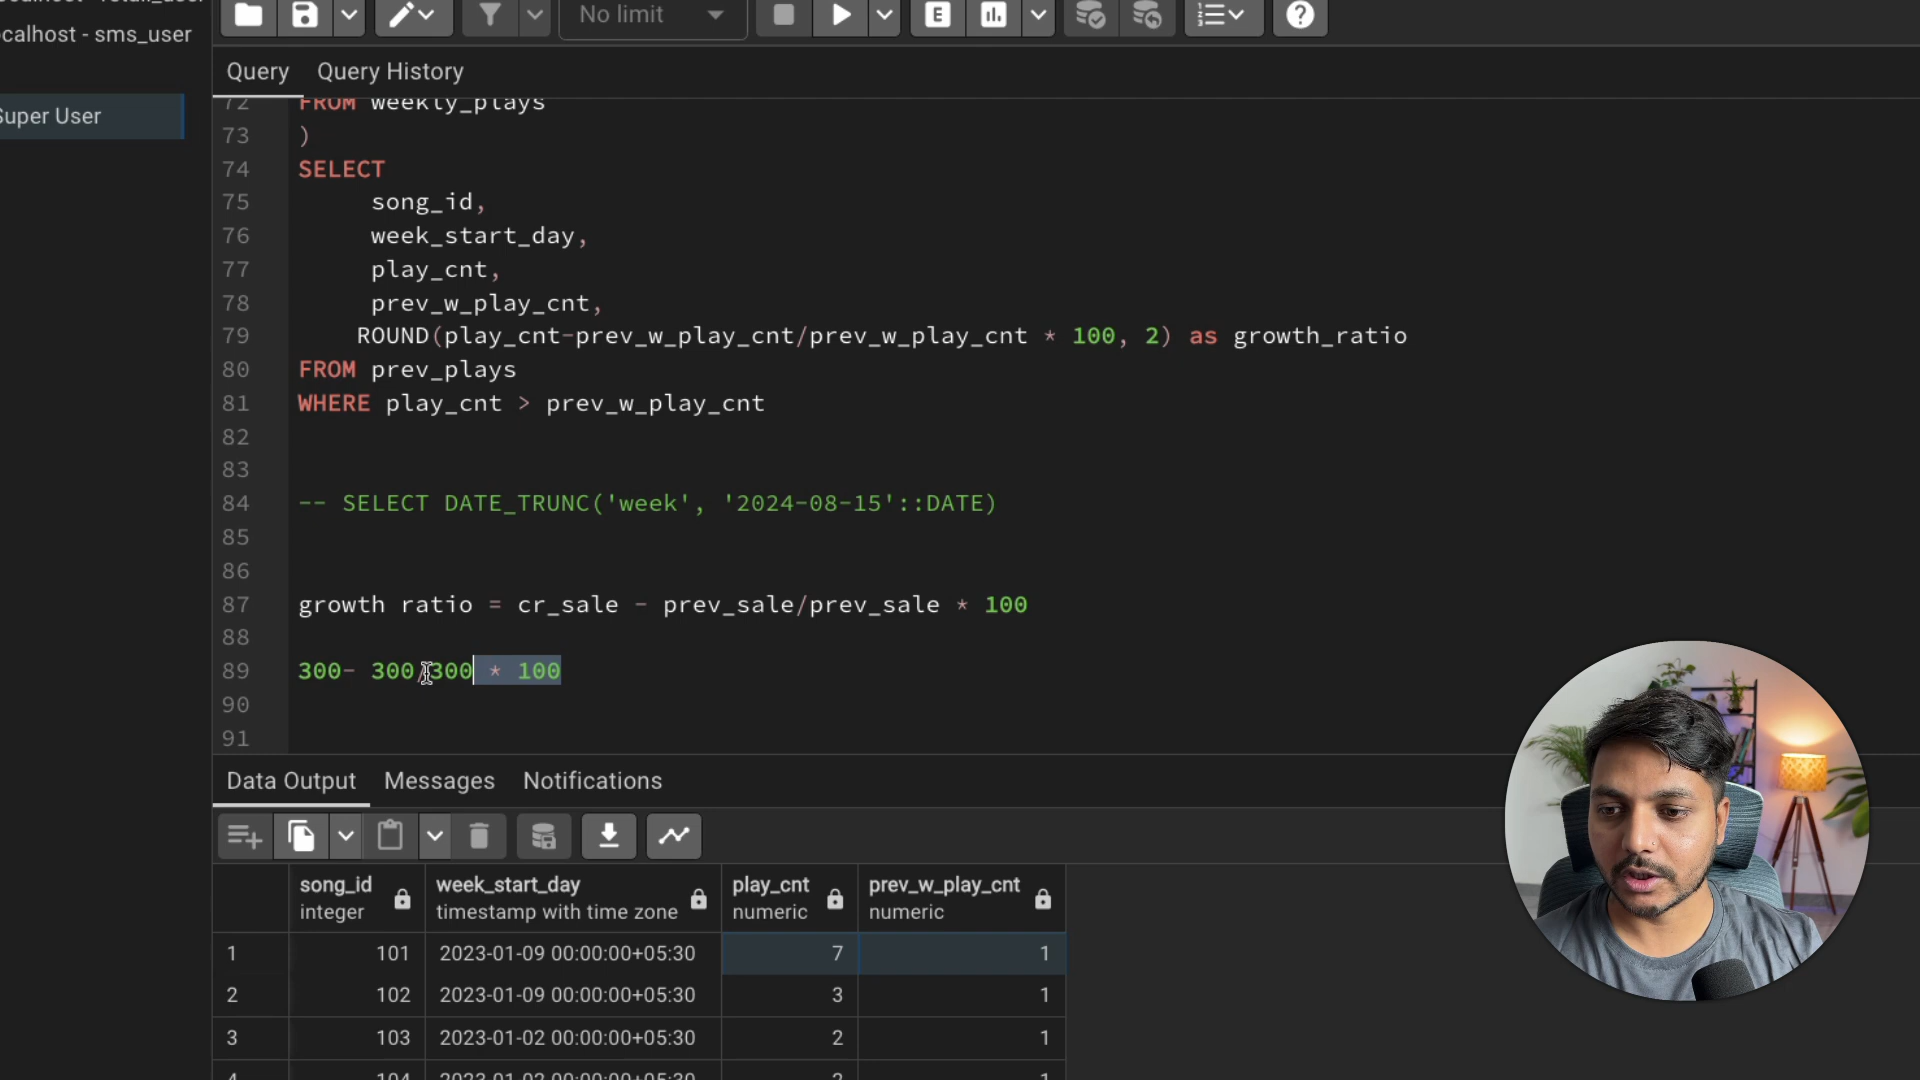 calhost - sms_user
Super User
No limit
E
Query Query History
72 FROM weekly_plays
73 )
74 SELECT
75 song_id,
76 week_start_day,
77 play_cnt,
78 prev_w_play_cnt,
79 ROUND(play_cnt-prev_w_play_cnt/prev_w_play_cnt * 100, 2) as growth_ratio
80 FROM prev_plays
81 WHERE play_cnt > prev_w_play_cnt
82
83
84 -- SELECT DATE_TRUNC('week', '2024-08-15'::DATE)
85
86
87 growth ratio = cr_sale - prev_sale/prev_sale * 100
88
89 300- 300/300 * 100
90
91
Data Output Messages Notifications
song_id week_start_day play_cnt prev_w_play_cnt
integer timestamp with time zone numeric numeric
1 101 2023-01-09 00:00:00+05:30 7 1
2 102 2023-01-09 00:00:00+05:30 3 1
3 103 2023-01-02 00:00:00+05:30 2 1